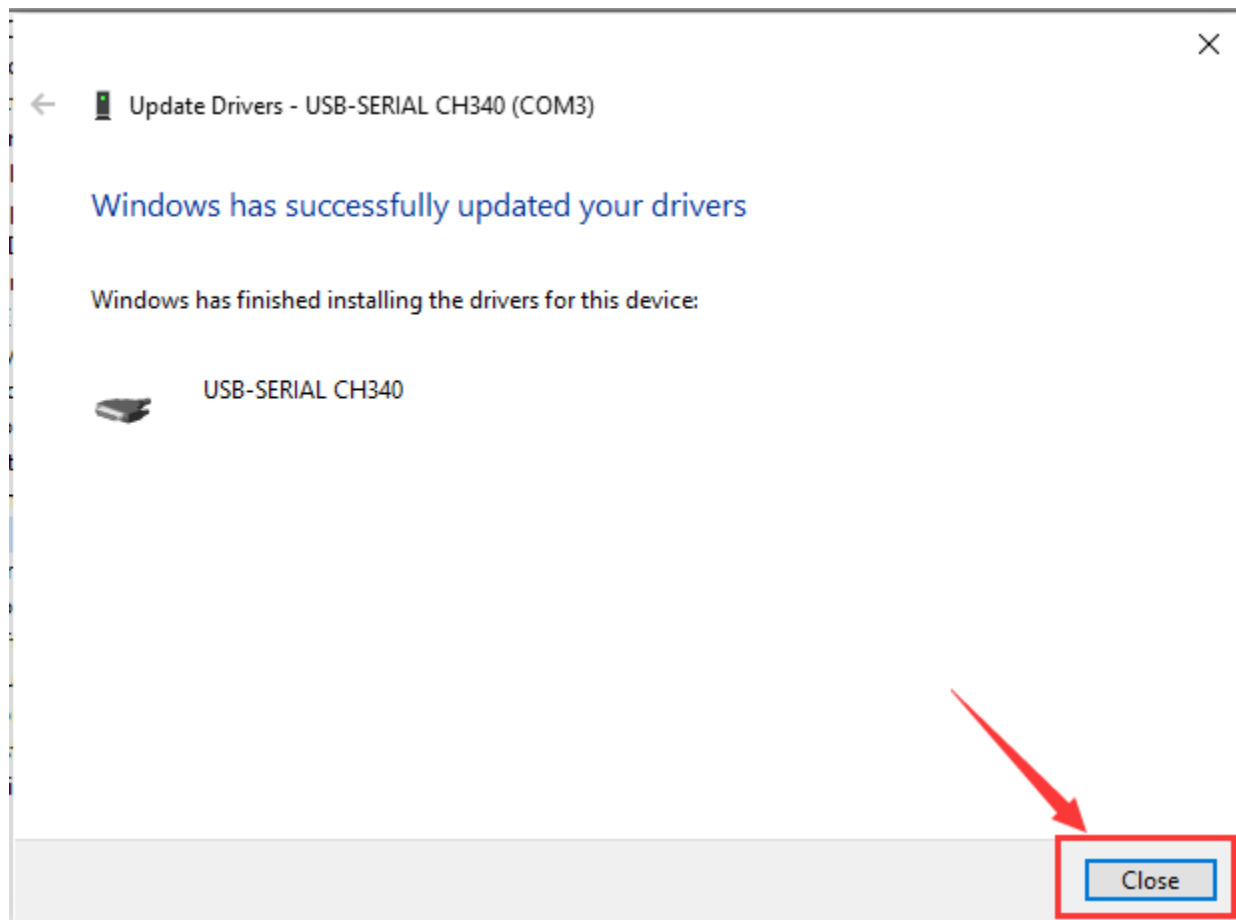 Update Drivers - USB-SERIAL CH340 (COM3)
Windows has successfully updated your drivers
Windows has finished installing the drivers for this device:
USB-SERIAL CH340
Close